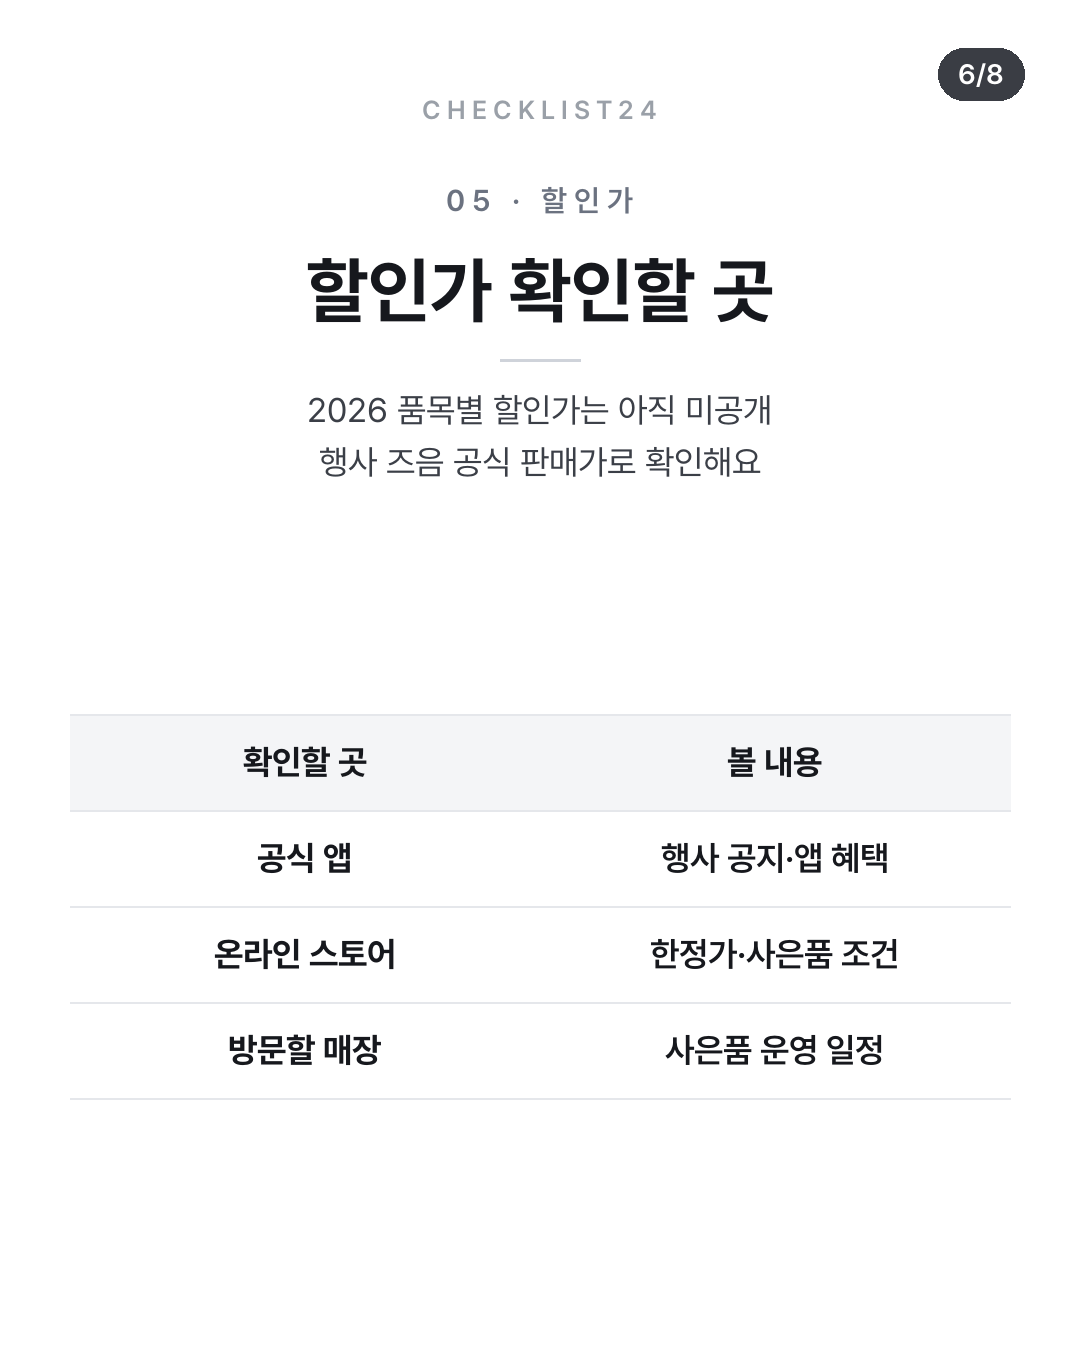 6/8
CHECKLIST24
05 · 할인가
할인가 확인할 곳
2026 품목별 할인가는 아직 미공개
행사 즈음 공식 판매가로 확인해요
확인할 곳 볼 내용
공식 앱 행사 공지·앱 혜택
온라인 스토어 한정가·사은품 조건
방문할 매장 사은품 운영 일정